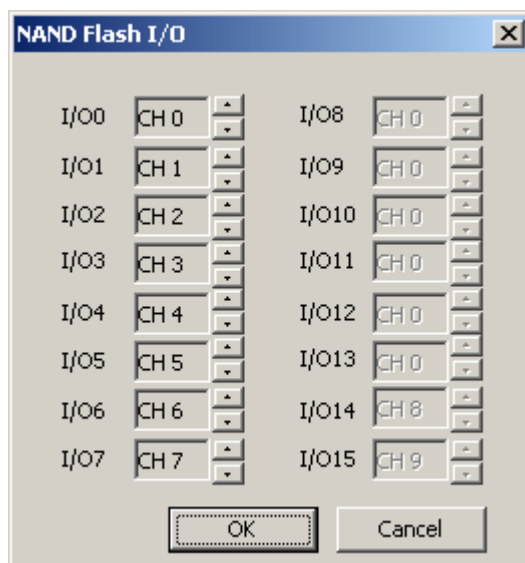 NAND Flash I/O
I/O0 CH 0 I/O8 CH 0
I/O1 CH 1 I/O9 CH 0
I/O2 CH 2 I/O10 CH 0
I/O3 CH 3 I/O11 CH 0
I/O4 CH 4 I/O12 CH 0
I/O5 CH 5 I/O13 CH 0
I/O6 CH 6 I/O14 CH 8
I/O7 CH 7 I/O15 CH 9
OK Cancel